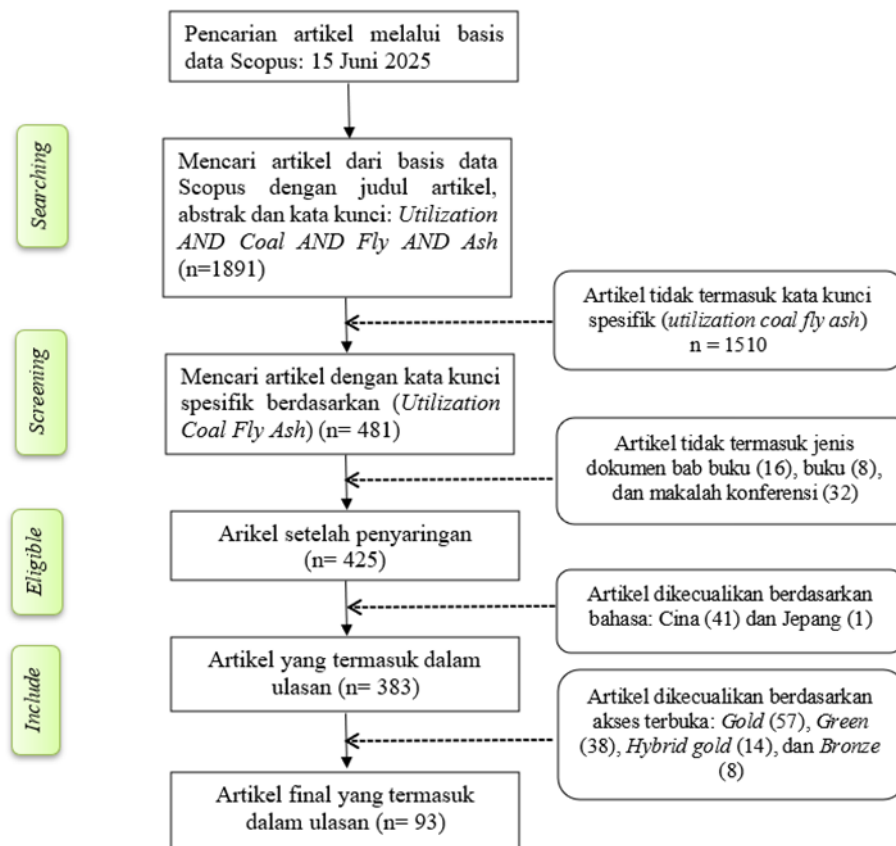 Pencarian artikel melalui basis
data Scopus: 15 Juni 2025
Searching
Mencari artikel dari basis data
Scopus dengan judul artikel,
abstrak dan kata kunci: Utilization
AND Coal AND Fly AND Ash
(n=1891)
Artikel tidak termasuk kata kunci
spesifik (utilization coal fly ash)
n = 1510
Screening
Mencari artikel dengan kata kunci
spesifik berdasarkan (Utilization
Coal Fly Ash) (n= 481)
Artikel tidak termasuk jenis
dokumen bab buku (16), buku (8),
dan makalah konferensi (32)
Eligible
Arikel setelah penyaringan
(n= 425)
Artikel dikecualikan berdasarkan
bahasa: Cina (41) dan Jepang (1)
Include
Artikel yang termasuk dalam
ulasan (n= 383)
Artikel dikecualikan berdasarkan
akses terbuka: Gold (57), Green
(38), Hybrid gold (14), dan Bronze
(8)
Artikel final yang termasuk
dalam ulasan (n= 93)